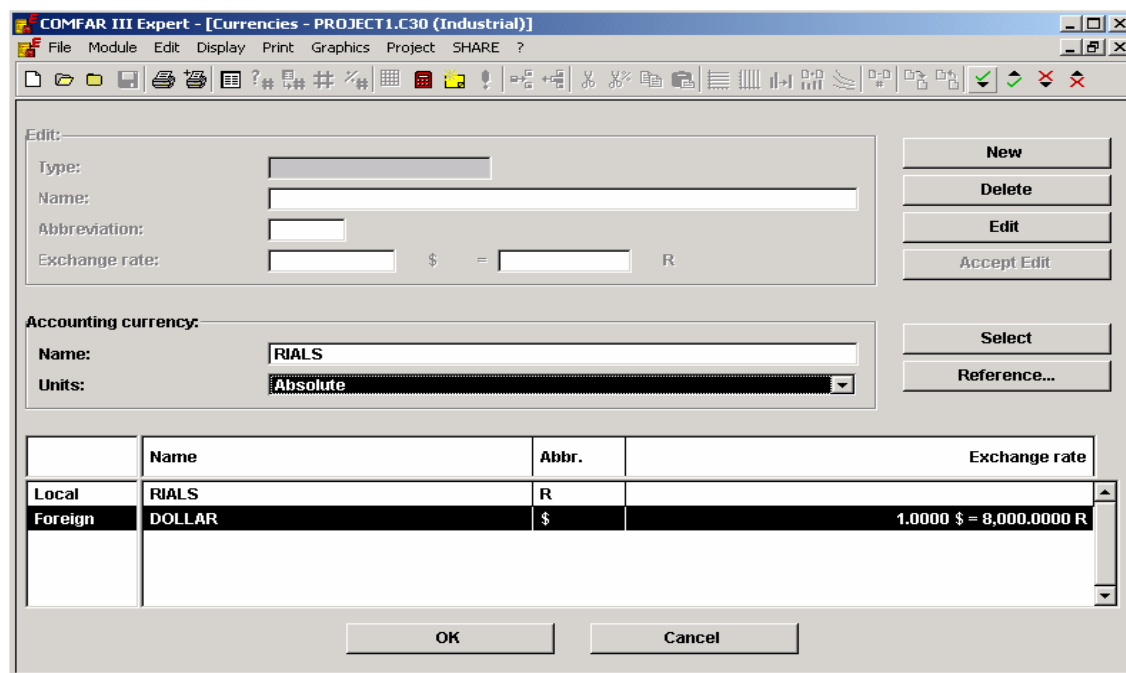 COMFAR III Expert - [Currencies - PROJECT1.C30 (Industrial)]
File Module Edit Display Print Graphics Project SHARE ?
Edit:
Type:
New
Name:
Delete
Abbreviation:
Edit
Exchange rate: $ = R
Accept Edit
Accounting currency:
Name: RIALS
Select
Units: Absolute
Reference...
Name Abbr. Exchange rate
Local RIALS R
Foreign DOLLAR $ 1.0000 $ = 8,000.0000 R
OK Cancel